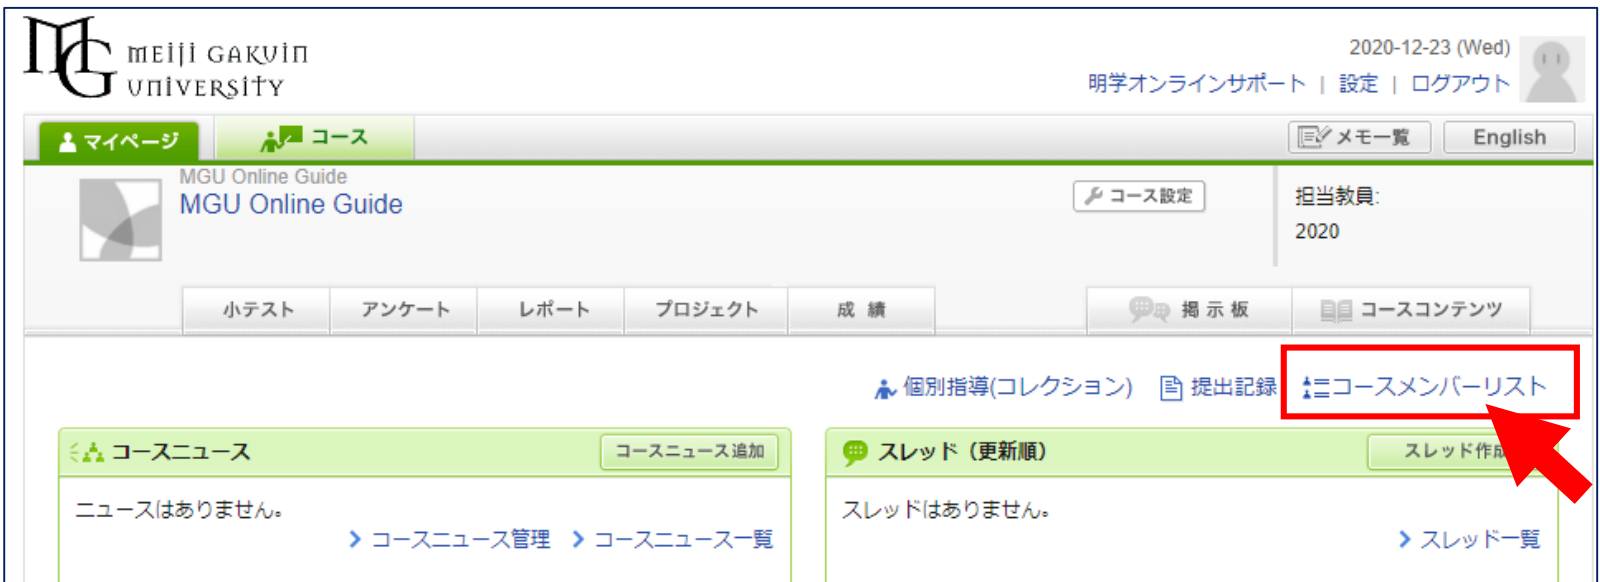 MG MEIJI GAKUIN
UNIVERSITY
2020-12-23 (Wed)
明学オンラインサポート | 設定 | ログアウト
マイページ
コース
メモ一覧
English
MGU Online Guide
MGU Online Guide
コース設定
担当教員:
2020
小テスト
アンケート
レポート
プロジェクト
成 績
掲 示 板
コースコンテンツ
個別指導(コレクション)
提出記録
コースメンバーリスト
コースニュース
コースニュース追加
スレッド（更新順）
スレッド作
ニュースはありません。
コースニュース管理
コースニュース一覧
スレッドはありません。
スレッド一覧